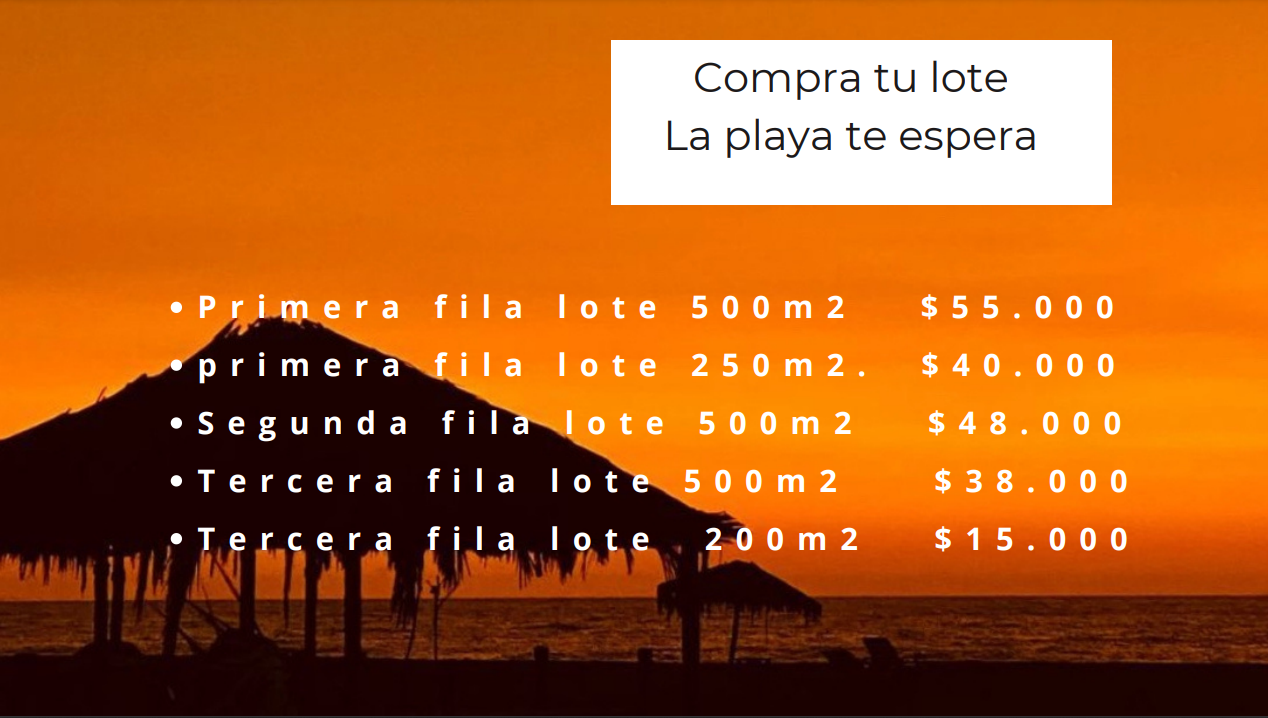 Compra tu lote
La playa te espera
• Primera fila lote 500m2 $55.000
• primera fila lote 250m2. $40.000
• Segunda fila lote 500m2 $48.000
• Tercera fila lote 500m2 $38.000
• Tercera fila lote 200m2 $15.000